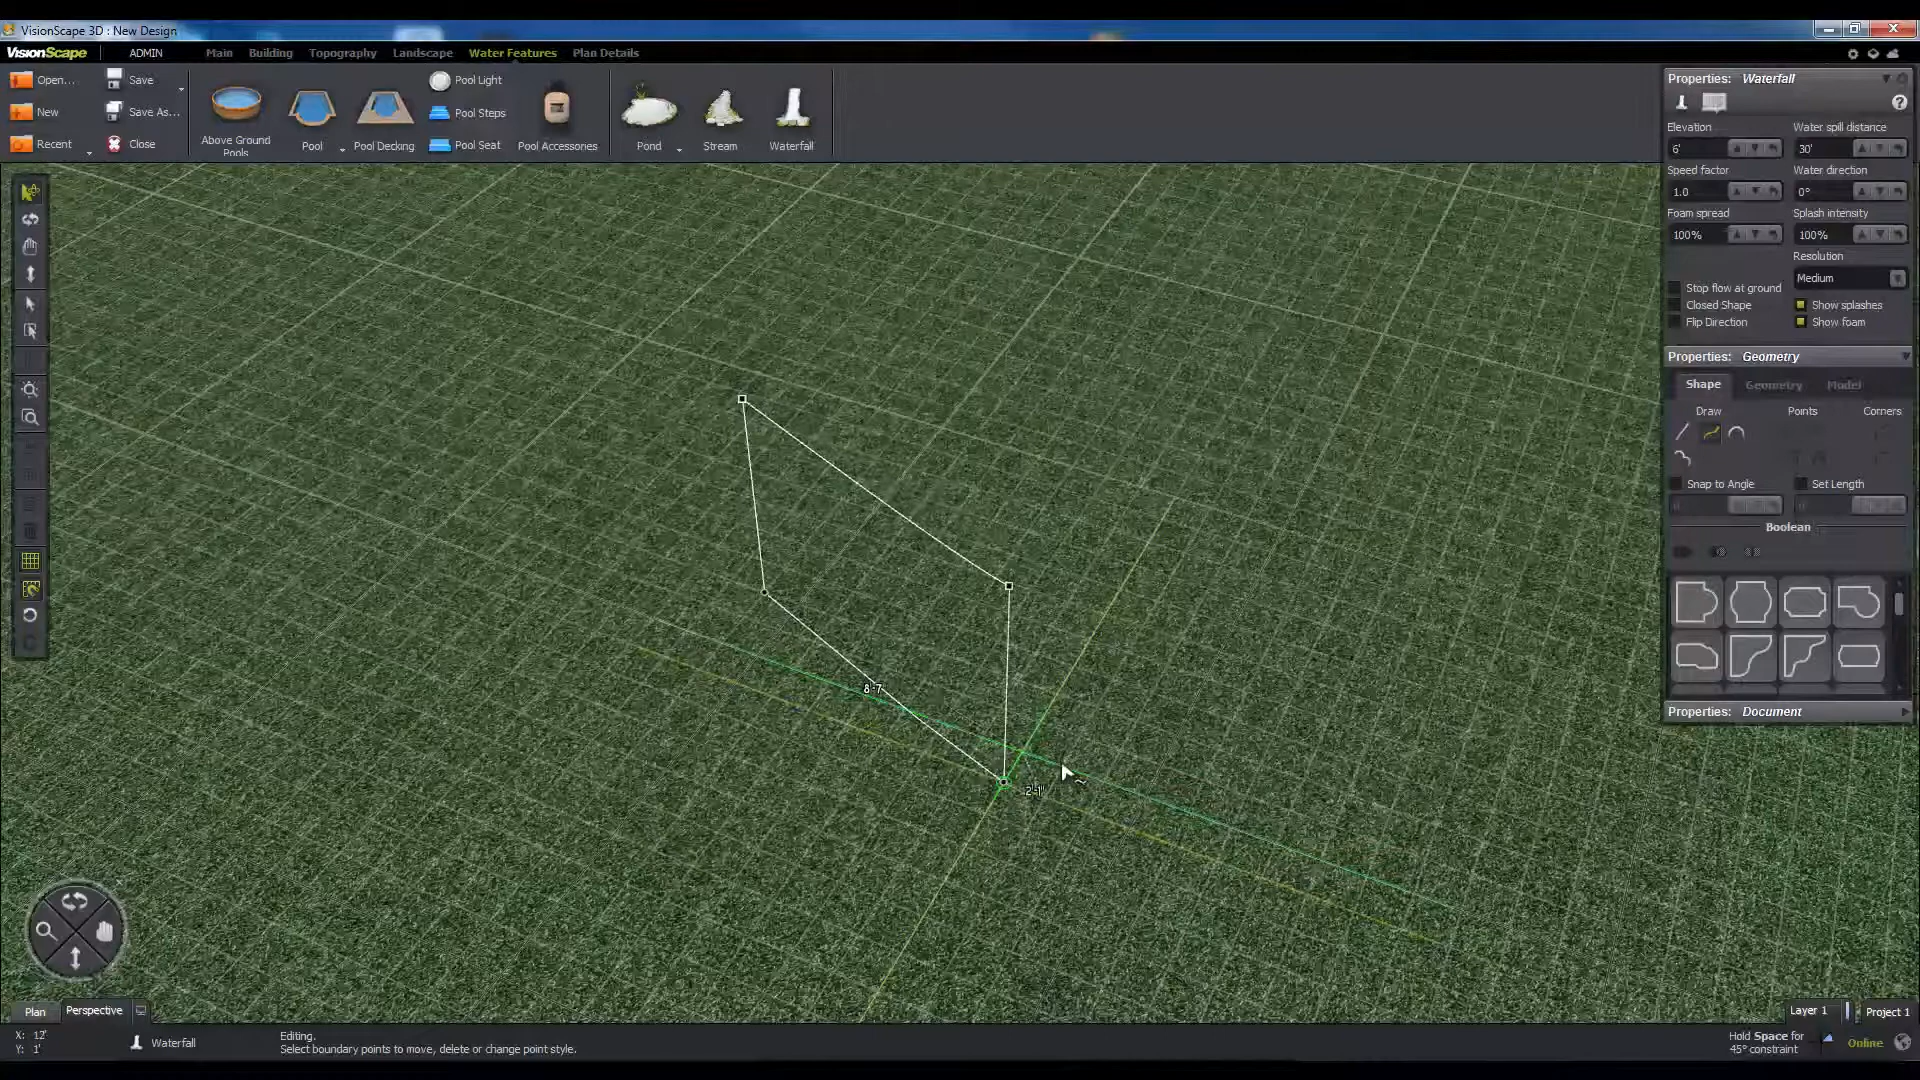 VisionScape 3D : New Design
VisionScape
ADMIN
Main
Building
Topography
Landscape
Water Features
Plan Details
Open...
Save
New
Save As...
Recent
Close
Above Ground
Pools
Pool
Pool Decking
Pool Light
Pool Steps
Pool Seat
Pool Accessories
Pond
Stream
Waterfall
Properties: Waterfall
Elevation
Water spill distance
6'
30'
Speed factor
Water direction
1.0
0°
Foam spread
Splash intensity
100%
100%
Resolution
Medium
Stop flow at ground
Closed Shape
Show splashes
Flip Direction
Show foam
Properties: Geometry
Shape
Geometry
Model
Draw
Points
Corners
Snap to Angle
Set Length
Boolean
Properties: Document
8'-7
2'-1"
Plan
Perspective
Layer 1
Project 1
X: 12'
Y: 1'
Waterfall
Editing.
Select boundary points to move, delete or change point style.
Hold Space for
45° constraint
Online